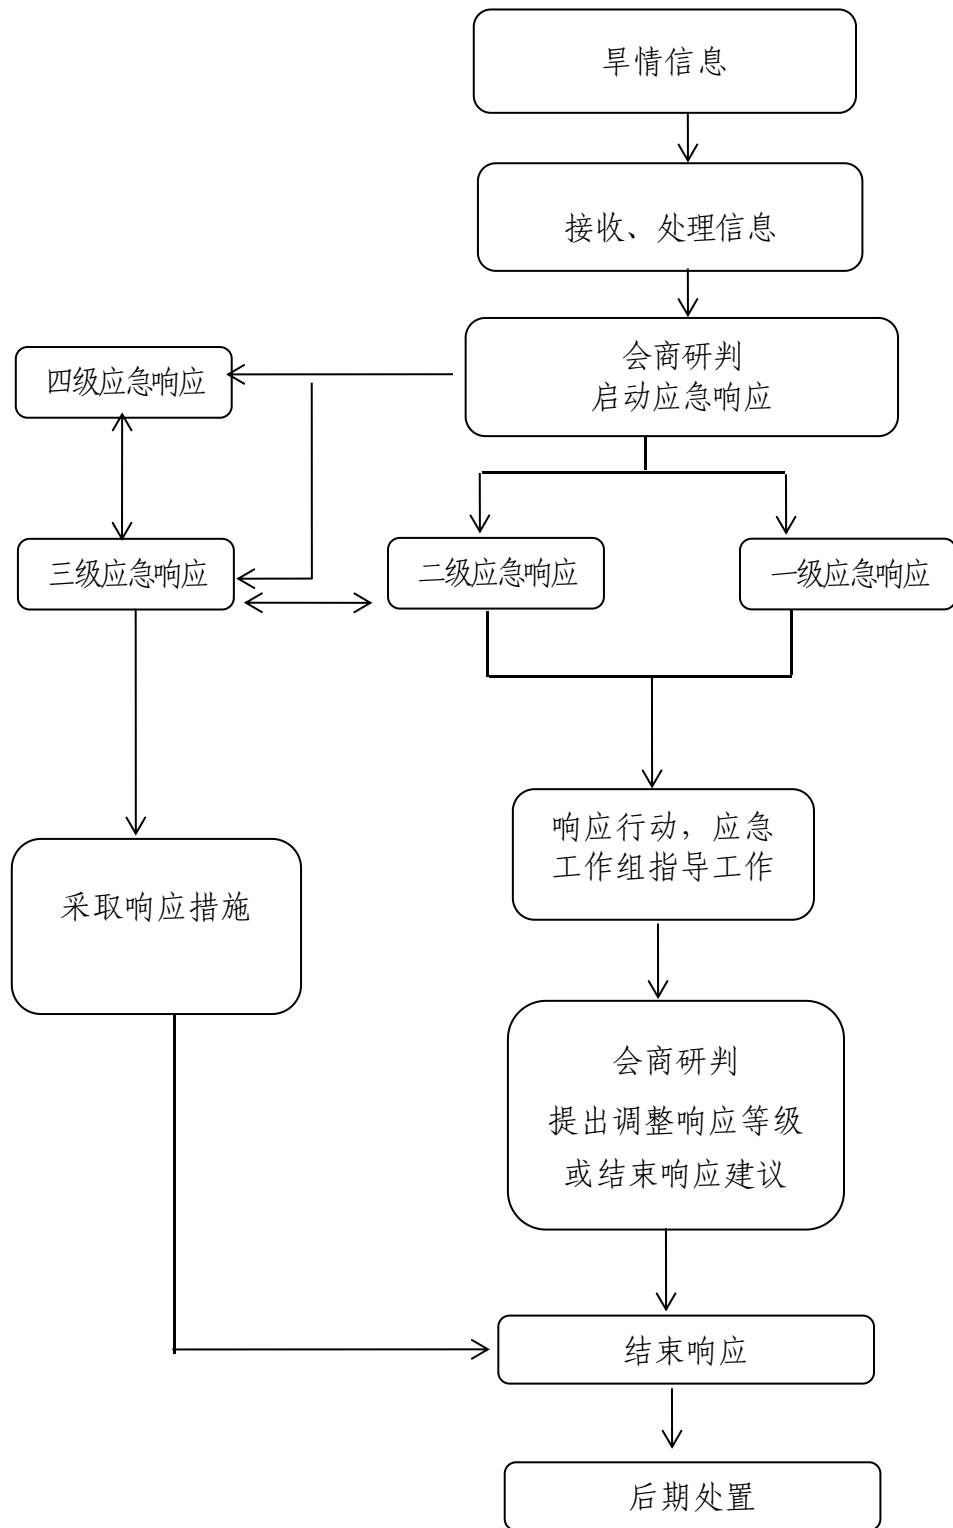 旱情信息
接收、处理信息
会商研判
启动应急响应
四级应急响应
三级应急响应
二级应急响应
一级应急响应
响应行动，应急
工作组指导工作
采取响应措施
会商研判
提出调整响应等级
或结束响应建议
结束响应
后期处置